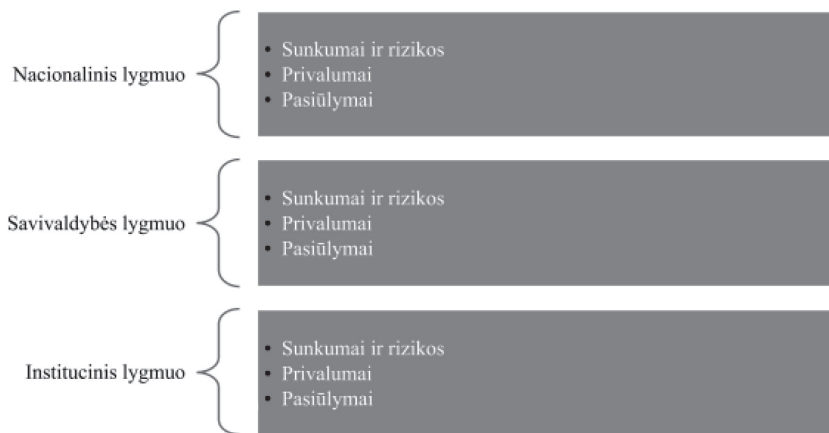 Nacionalinis lygmuo
• Sunkumai ir rizikos
• Privalumai
• Pasiūlymai
Savivaldybės lygmuo
• Sunkumai ir rizikos
• Privalumai
• Pasiūlymai
Institucinis lygmuo
• Sunkumai ir rizikos
• Privalumai
• Pasiūlymai